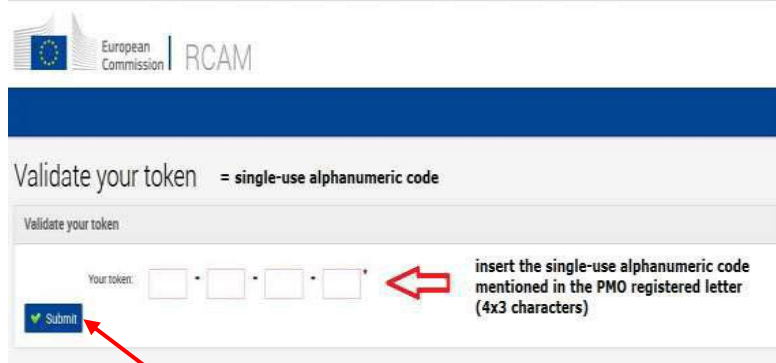 European
Commission
RCAM
Validate your token = single-use alphanumeric code
Validate your token
Your token: - - - *
insert the single-use alphanumeric code
mentioned in the PMO registered letter
(4x3 characters)
Submit